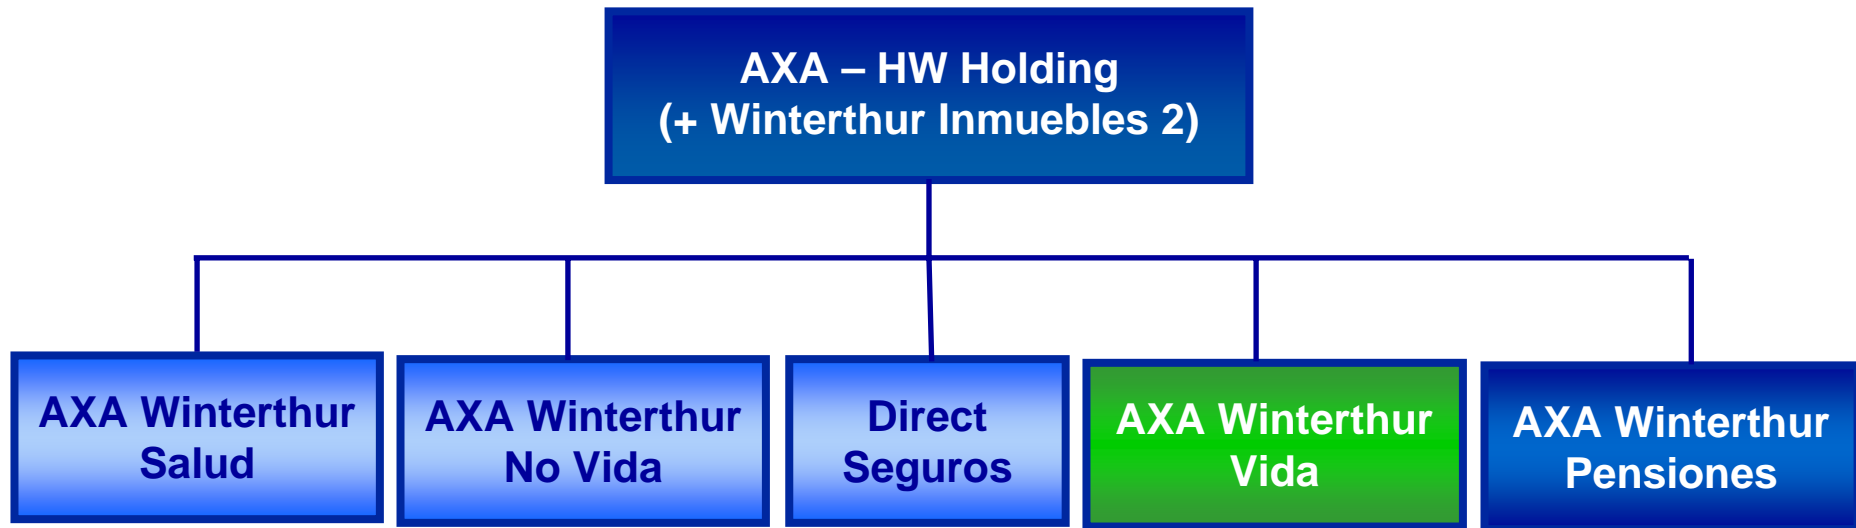 AXA – HW Holding
(+ Winterthur Inmuebles 2)
AXA Winterthur
Salud
AXA Winterthur
No Vida
Direct
Seguros
AXA Winterthur
Vida
AXA Winterthur
Pensiones